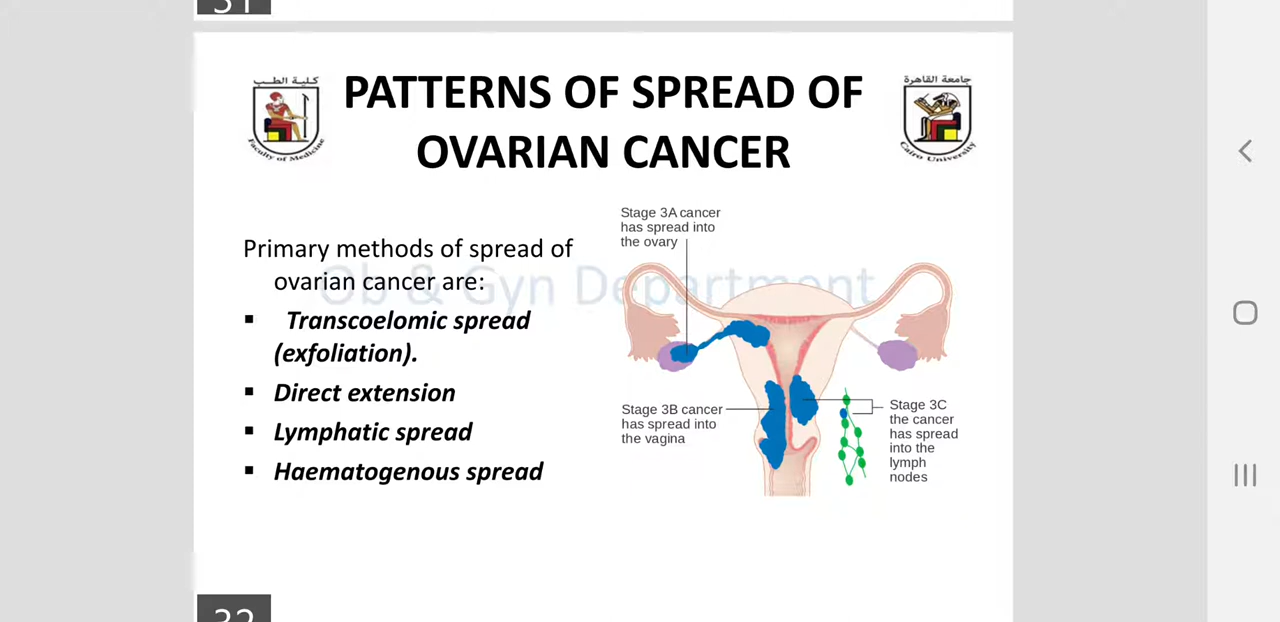 31
كلية الطب
Faculty of Medicine
PATTERNS OF SPREAD OF
OVARIAN CANCER
جامعة القاهرة
Cairo University
Ob & Gyn Department
Primary methods of spread of
ovarian cancer are:
▪ Transcoelomic spread
(exfoliation).
▪ Direct extension
▪ Lymphatic spread
▪ Haematogenous spread
Stage 3A cancer
has spread into
the ovary
Stage 3B cancer
has spread into
the vagina
Stage 3C
the cancer
has spread
into the
lymph
nodes
32